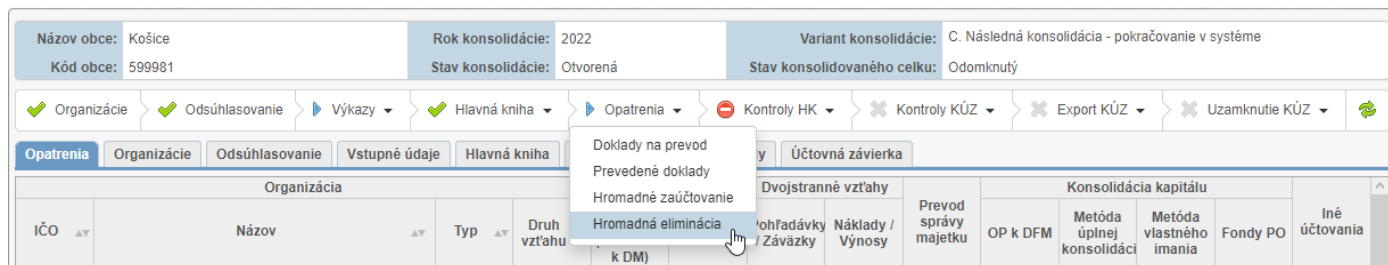 Názov obce: Košice Rok konsolidácie: 2022 Variant konsolidácie: C. Následná konsolidácia - pokračovanie v systéme
Kód obce: 599981 Stav konsolidácie: Otvorená Stav konsolidovaného celku: Odomknutý
Organizácie Odsúhlasovanie Výkazy Hlavná kniha Opatrenia Kontroly HK Kontroly KÚZ Export KÚZ Uzamknutie KÚZ
Opatrenia Organizácie Odsúhlasovanie Vstupné údaje Hlavná kniha y Účtovná závierka
Doklady na prevod
Prevedené doklady
Hromadné zaúčtovanie
Hromadná eliminácia
Organizácia Dvojstranné vzťahy Prevod správy majetku Konsolidácia kapitálu Iné účtovania
IČO Názov Typ Druh vzťahu k DM) Pohľadávky / Záväzky Náklady / Výnosy OP k DFM Metóda úplnej konsolidáci Metóda vlastného imania Fondy PO